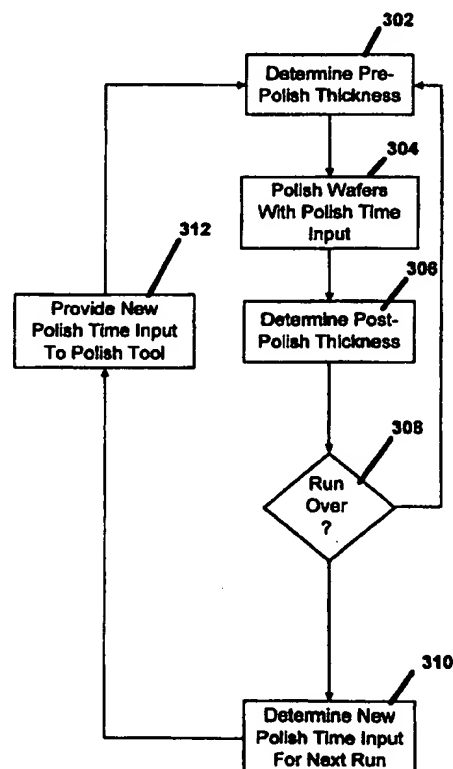 302
Determine Pre-
Polish Thickness
304
Polish Wafers
With Polish Time
Input
312
306
Provide New
Polish Time Input
To Polish Tool
Determine Post-
Polish Thickness
308
Run
Over
?
310
Determine New
Polish Time Input
For Next Run